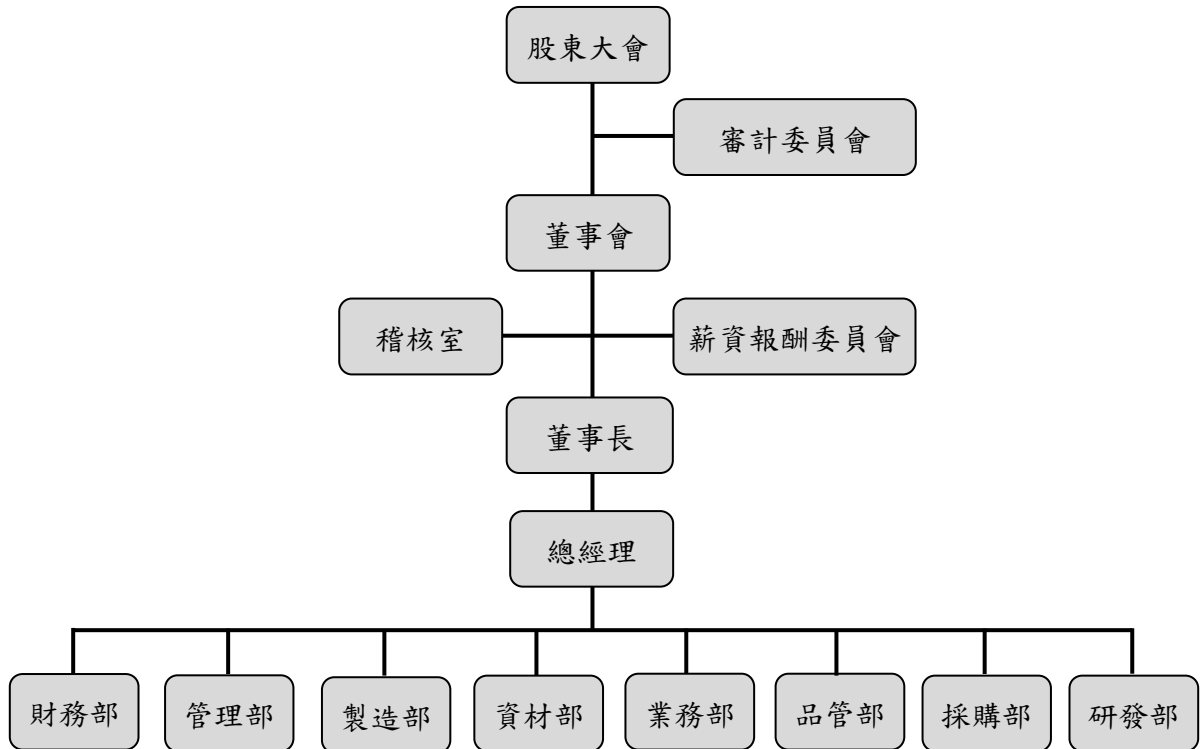 股東大會
審計委員會
董事會
稽核室
薪資報酬委員會
董事長
總經理
財務部
管理部
製造部
資材部
業務部
品管部
採購部
研發部